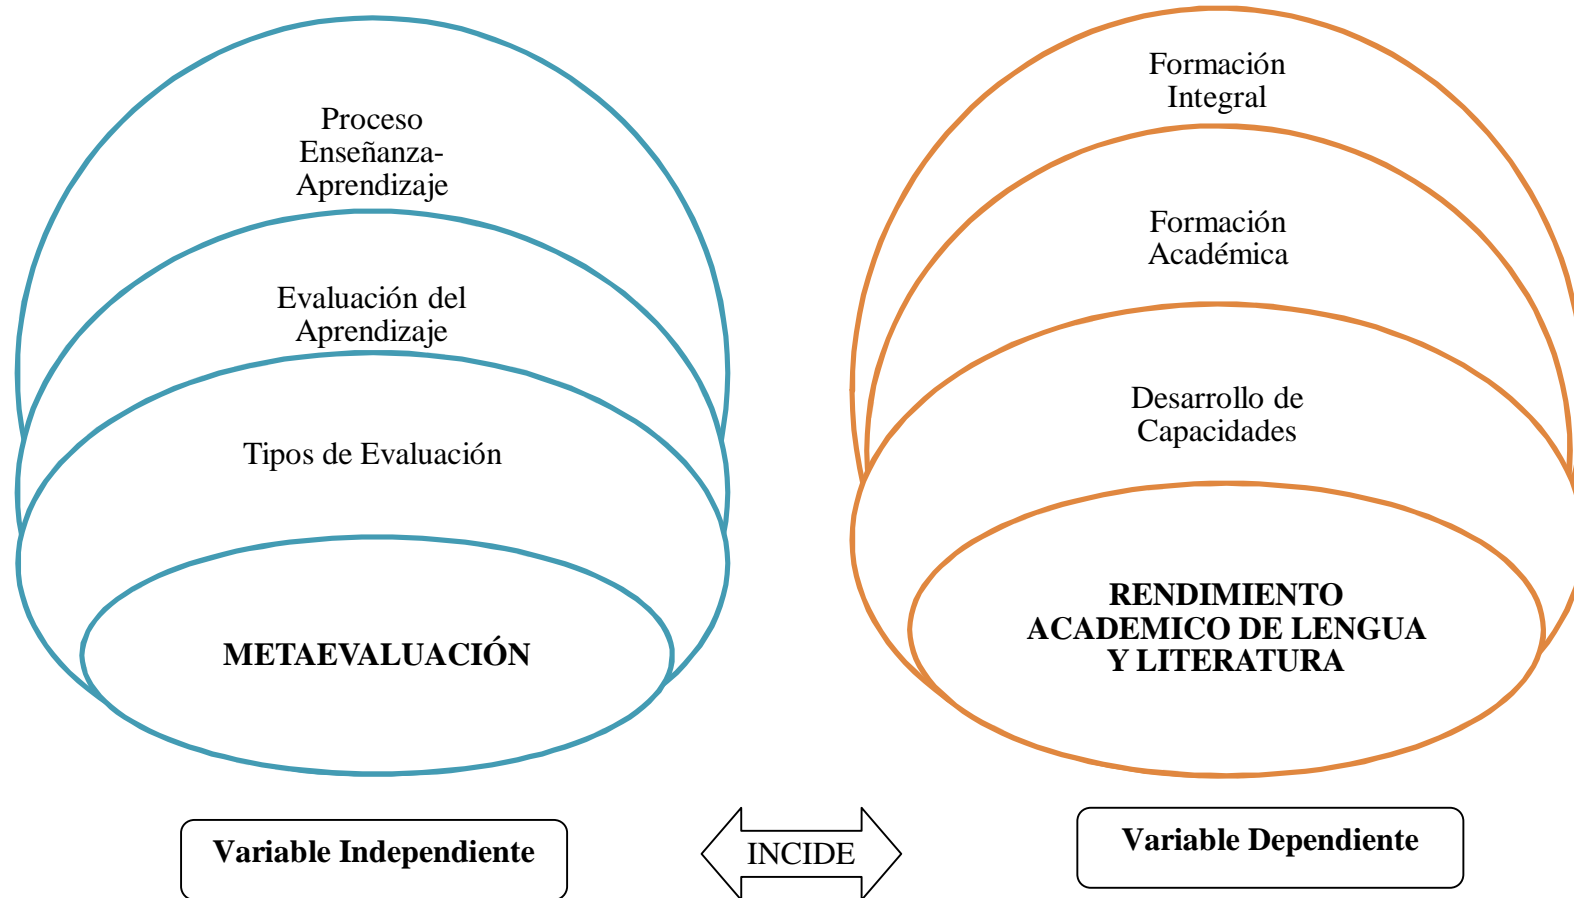 Proceso
Enseñanza-
Aprendizaje
Evaluación del
Aprendizaje
Tipos de Evaluación
METAEVALUACIÓN
Formación
Integral
Formación
Académica
Desarrollo de
Capacidades
RENDIMIENTO
ACADEMICO DE LENGUA
Y LITERATURA
Variable Independiente
INCIDE
Variable Dependiente